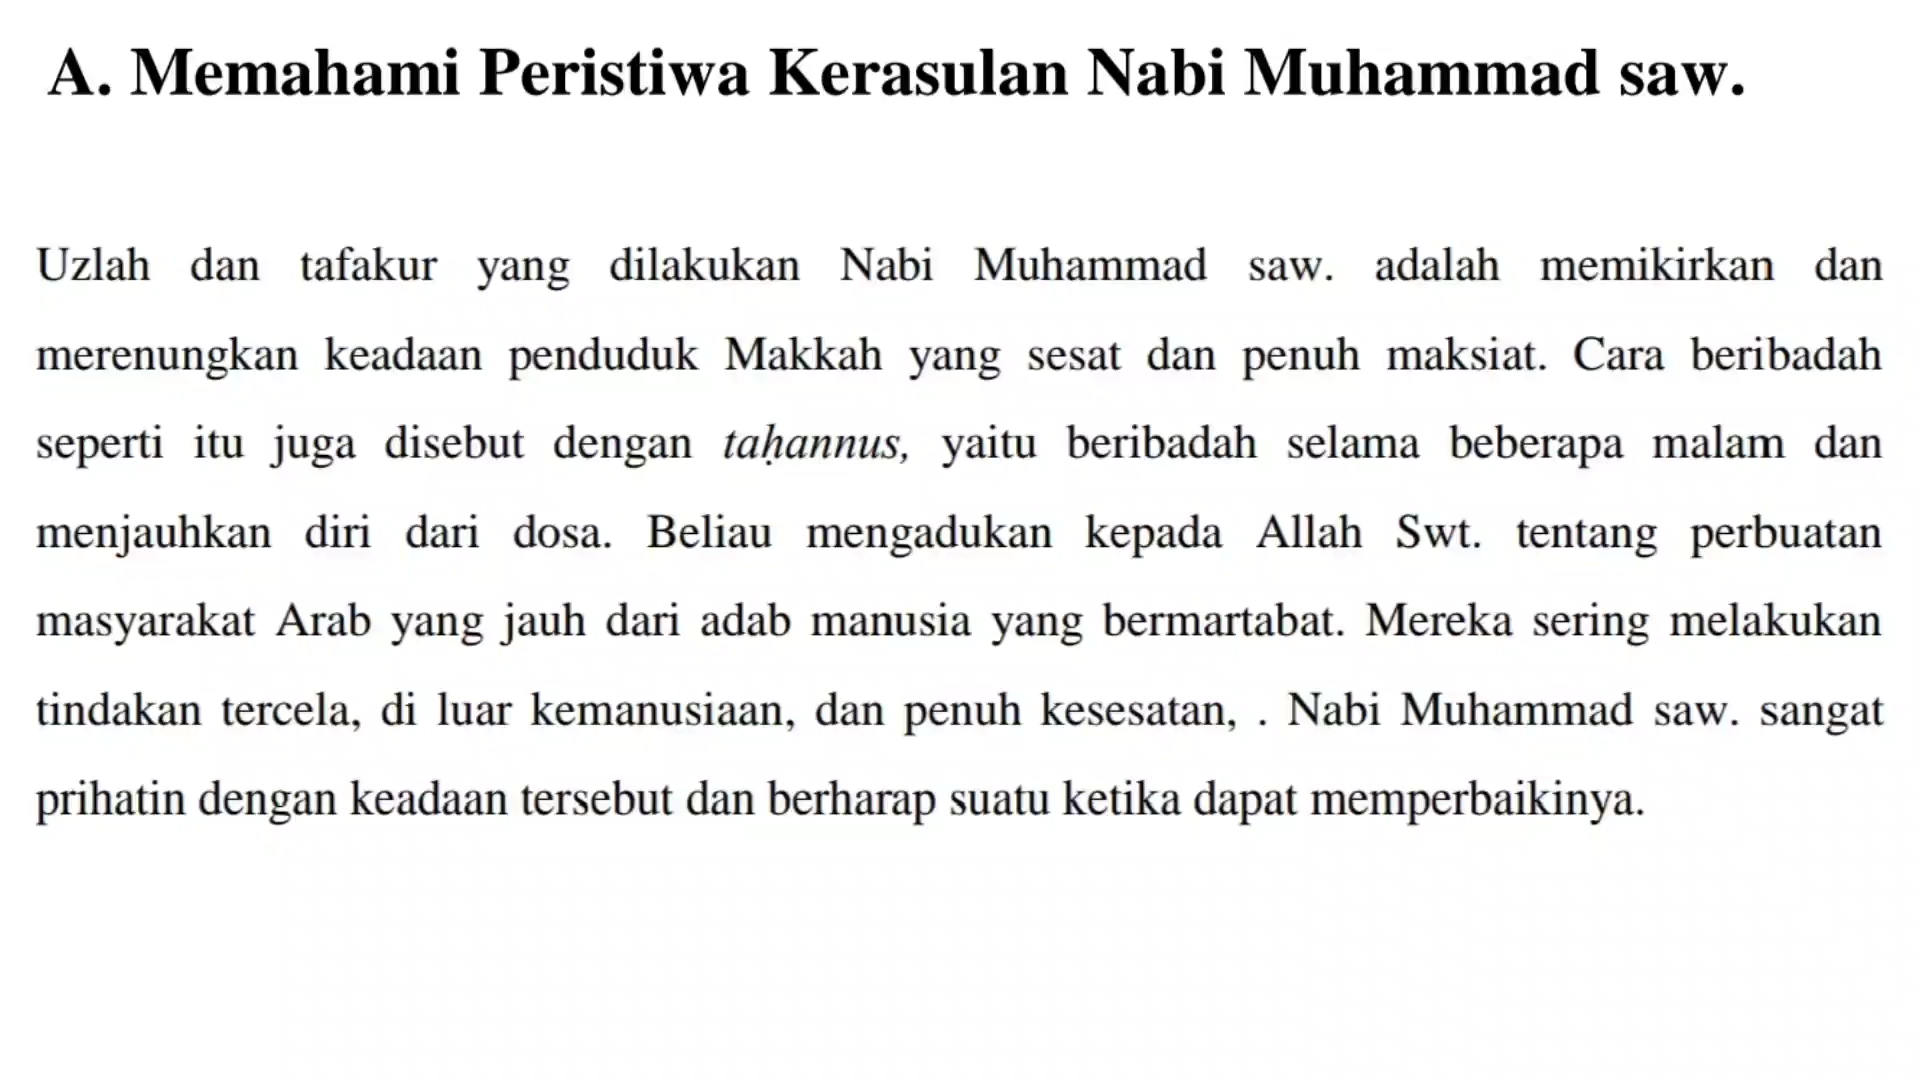 A. Memahami Peristiwa Kerasulan Nabi Muhammad saw.
Uzlah dan tafakur yang dilakukan Nabi Muhammad saw. adalah memikirkan dan
merenungkan keadaan penduduk Makkah yang sesat dan penuh maksiat. Cara beribadah
seperti itu juga disebut dengan taḥannus, yaitu beribadah selama beberapa malam dan
menjauhkan diri dari dosa. Beliau mengadukan kepada Allah Swt. tentang perbuatan
masyarakat Arab yang jauh dari adab manusia yang bermartabat. Mereka sering melakukan
tindakan tercela, di luar kemanusiaan, dan penuh kesesatan, . Nabi Muhammad saw. sangat
prihatin dengan keadaan tersebut dan berharap suatu ketika dapat memperbaikinya.